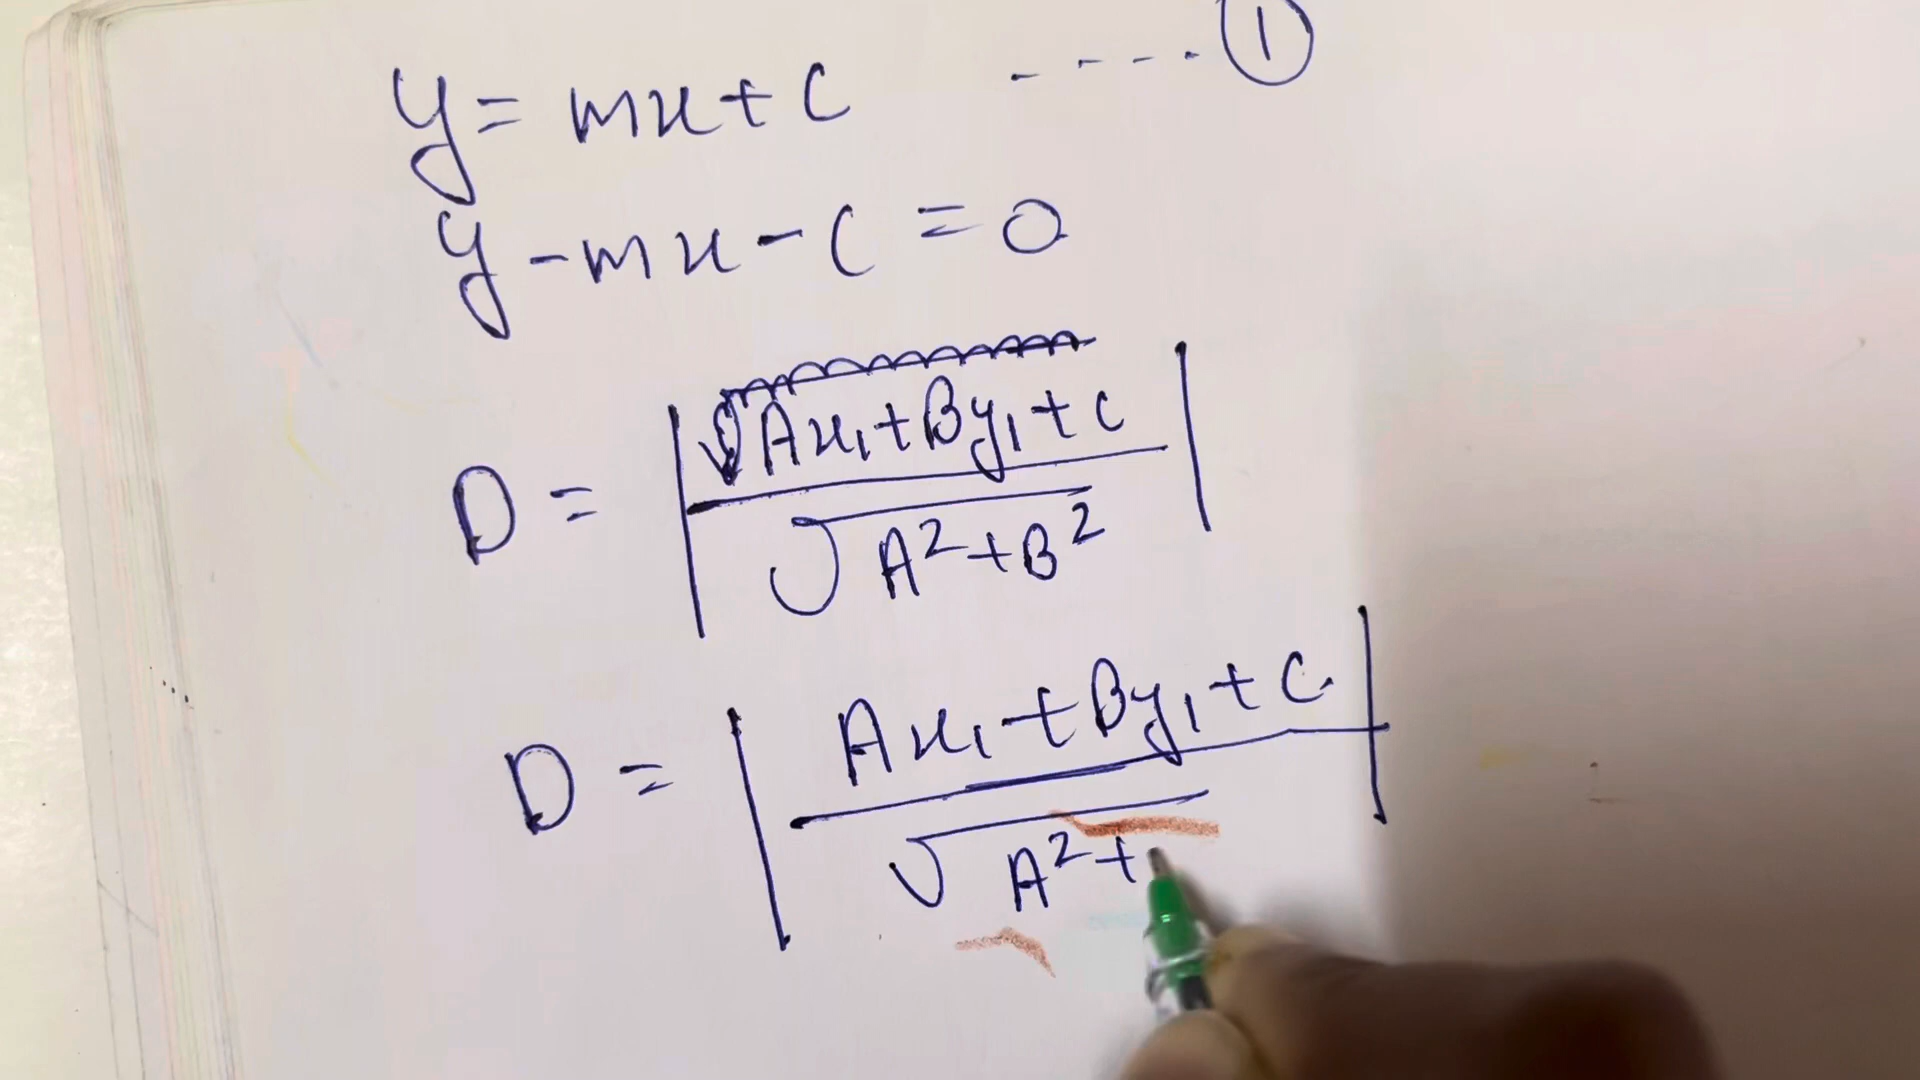 y = mx + c ----- ①
y - mx - c = 0
D = | Ax₁ + By₁ + c / √A² + B² |
D = | Ax₁ + By₁ + c. / √A² + |